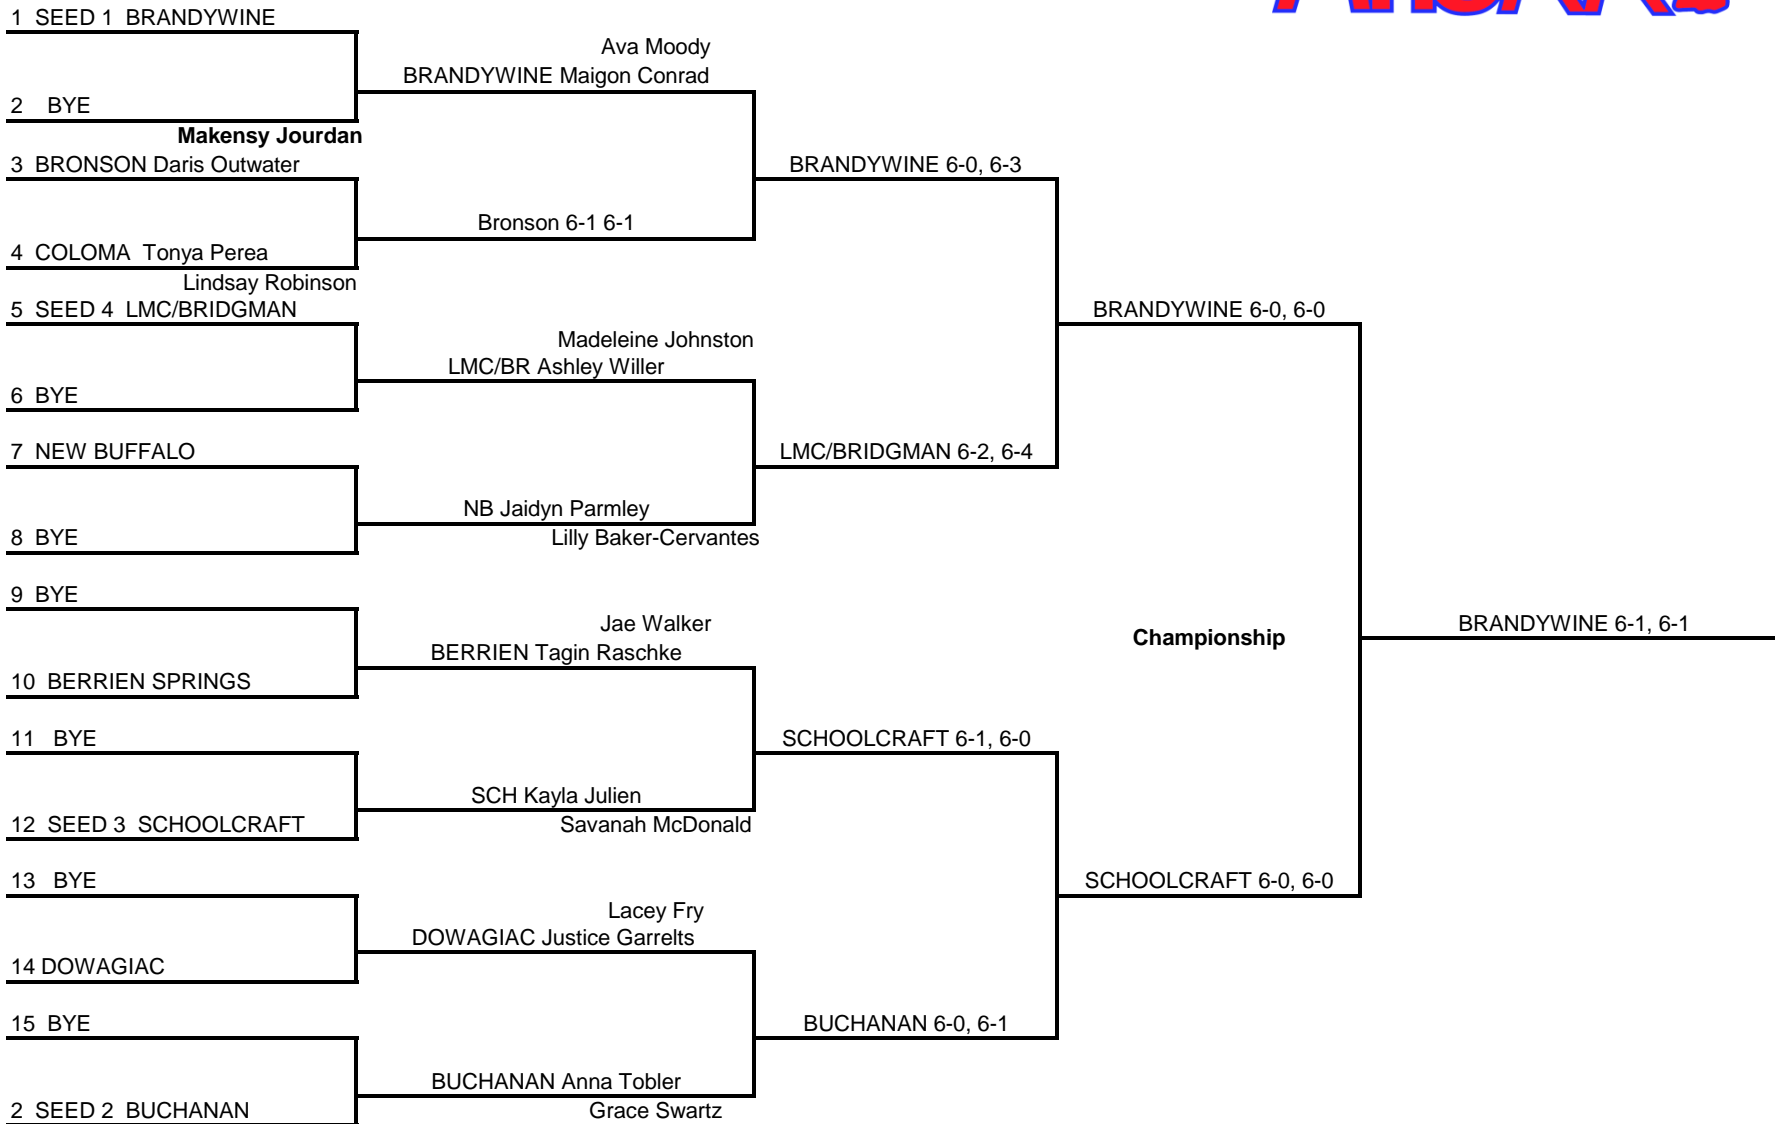 1 SEED 1 BRANDYWINE
Ava Moody
BRANDYWINE Maigon Conrad
2 BYE
Makensy Jourdan
3 BRONSON Daris Outwater
BRANDYWINE 6-0, 6-3
Bronson 6-1 6-1
4 COLOMA Tonya Perea
Lindsay Robinson
5 SEED 4 LMC/BRIDGMAN
BRANDYWINE 6-0, 6-0
Madeleine Johnston
LMC/BR Ashley Willer
6 BYE
7 NEW BUFFALO
LMC/BRIDGMAN 6-2, 6-4
NB Jaidyn Parmley
8 BYE
Lilly Baker-Cervantes
9 BYE
Jae Walker
BRANDYWINE 6-1, 6-1
Championship
BERRIEN Tagin Raschke
10 BERRIEN SPRINGS
11 BYE
SCHOOLCRAFT 6-1, 6-0
SCH Kayla Julien
12 SEED 3 SCHOOLCRAFT
Savanah McDonald
13 BYE
SCHOOLCRAFT 6-0, 6-0
Lacey Fry
DOWAGIAC Justice Garrelts
14 DOWAGIAC
15 BYE
BUCHANAN 6-0, 6-1
BUCHANAN Anna Tobler
2 SEED 2 BUCHANAN
Grace Swartz